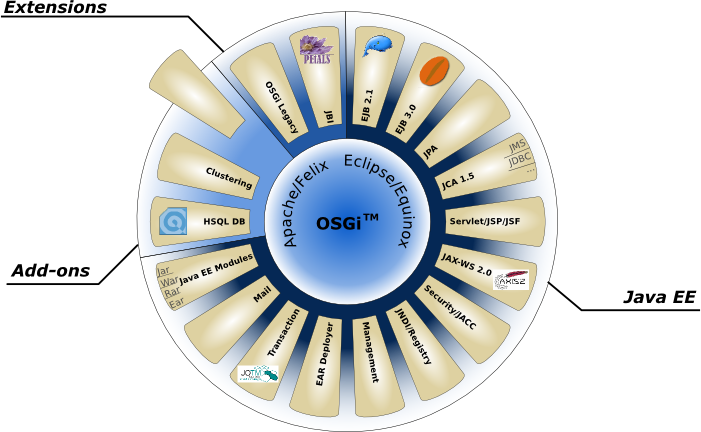 Extensions
Add-ons
Java EE
Apache/Felix
Eclipse/Equinox
OSGi™
OSGi Legacy
PEtALS
JBI
EJB 2.1
EJB 3.0
JPA
JCA 1.5
JMS
JDBC
...
Servlet/JSP/JSF
JAX-WS 2.0
AXIS2
Security/JACC
JNDI/Registry
Management
EAR Deployer
Transaction
JOTM
Mail
Java EE Modules
Jar
War
Rar
Ear
HSQL DB
Clustering